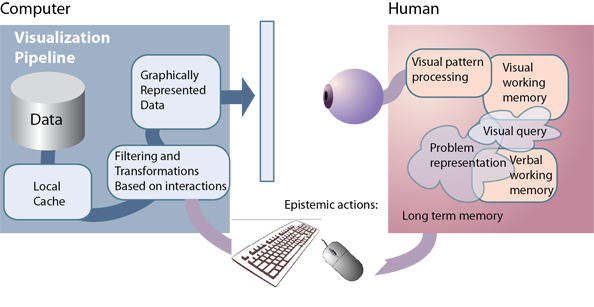 Computer
Visualization
Pipeline
Data
Local
Cache
Graphically
Represented
Data
Filtering and
Transformations
Based on interactions
Epistemic actions:
Human
Visual pattern
processing
Visual
working
memory
Visual query
Problem
representation
Verbal
working
memory
Long term memory